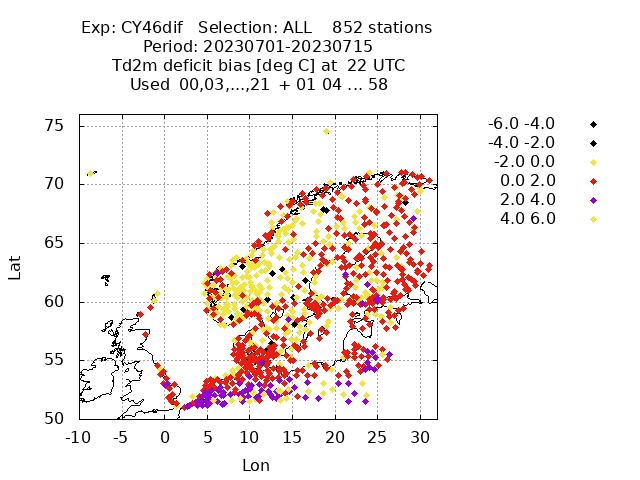 Exp: CY46dif   Selection: ALL    852 stations
Period: 20230701-20230715
Td2m deficit bias [deg C] at  22 UTC
Used  00,03,...,21  + 01 04 ... 58
-6.0 -4.0
-4.0 -2.0
-2.0 0.0
0.0 2.0
2.0 4.0
4.0 6.0
75
70
65
60
55
50
Lat
-10 -5 0 5 10 15 20 25 30
Lon